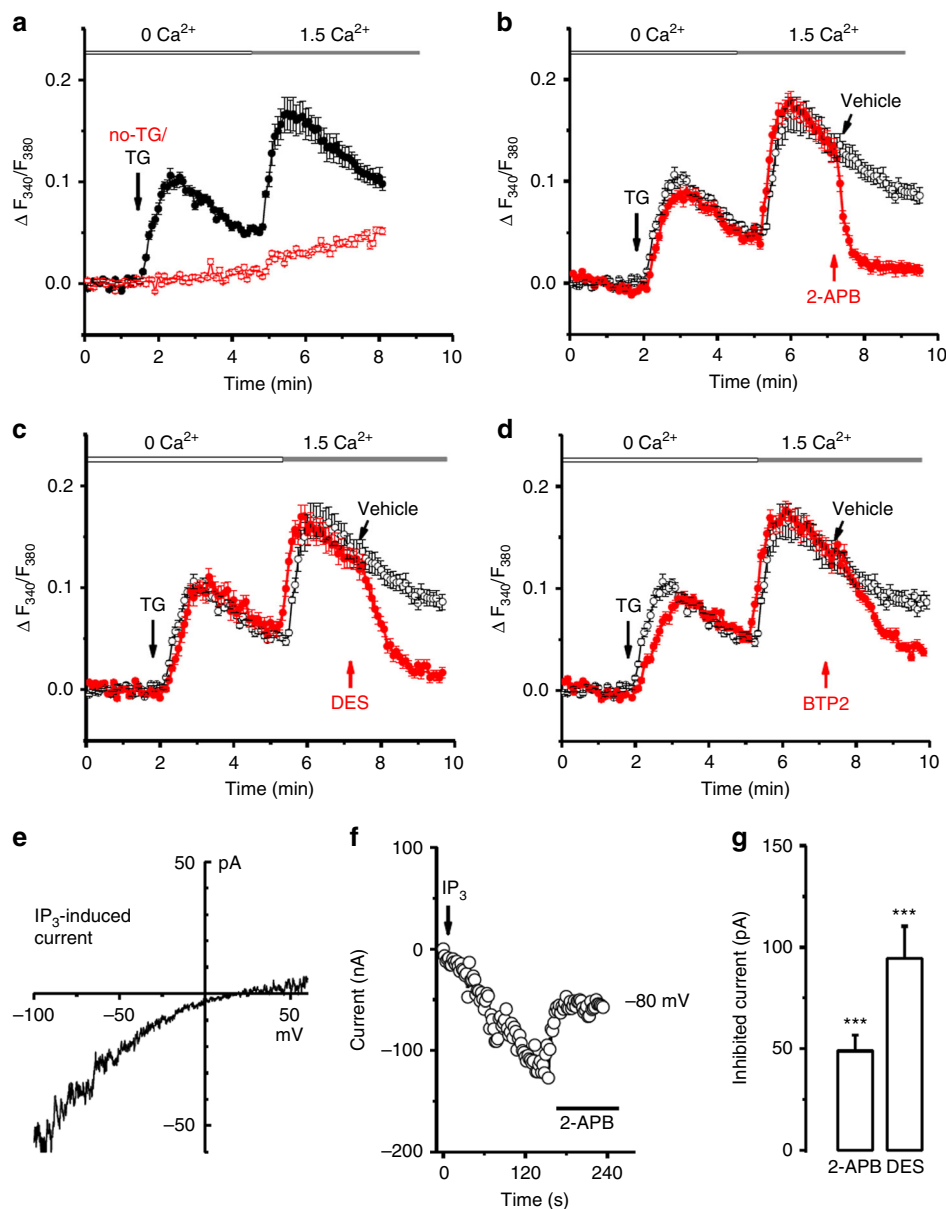 a
0 Ca²⁺ 1.5 Ca²⁺
0.2
0.1
0.0
Δ F₃₄₀/F₃₈₀
no-TG/
TG
0 2 4 6 8 10
Time (min)
b
0 Ca²⁺ 1.5 Ca²⁺
0.2
0.1
0.0
Δ F₃₄₀/F₃₈₀
Vehicle
TG
2-APB
0 2 4 6 8 10
Time (min)
c
0 Ca²⁺ 1.5 Ca²⁺
0.2
0.1
0.0
Δ F₃₄₀/F₃₈₀
Vehicle
TG
DES
0 2 4 6 8 10
Time (min)
d
0 Ca²⁺ 1.5 Ca²⁺
0.2
0.1
0.0
Δ F₃₄₀/F₃₈₀
Vehicle
TG
BTP2
0 2 4 6 8 10
Time (min)
e
50 pA
IP₃-induced
current
−100 −50 0 50
mV
−50
f
100
0
−100
−200
Current (nA)
IP₃
−80 mV
2-APB
0 120 240
Time (s)
g
150
100
50
0
Inhibited current (pA)
***
***
2-APB DES